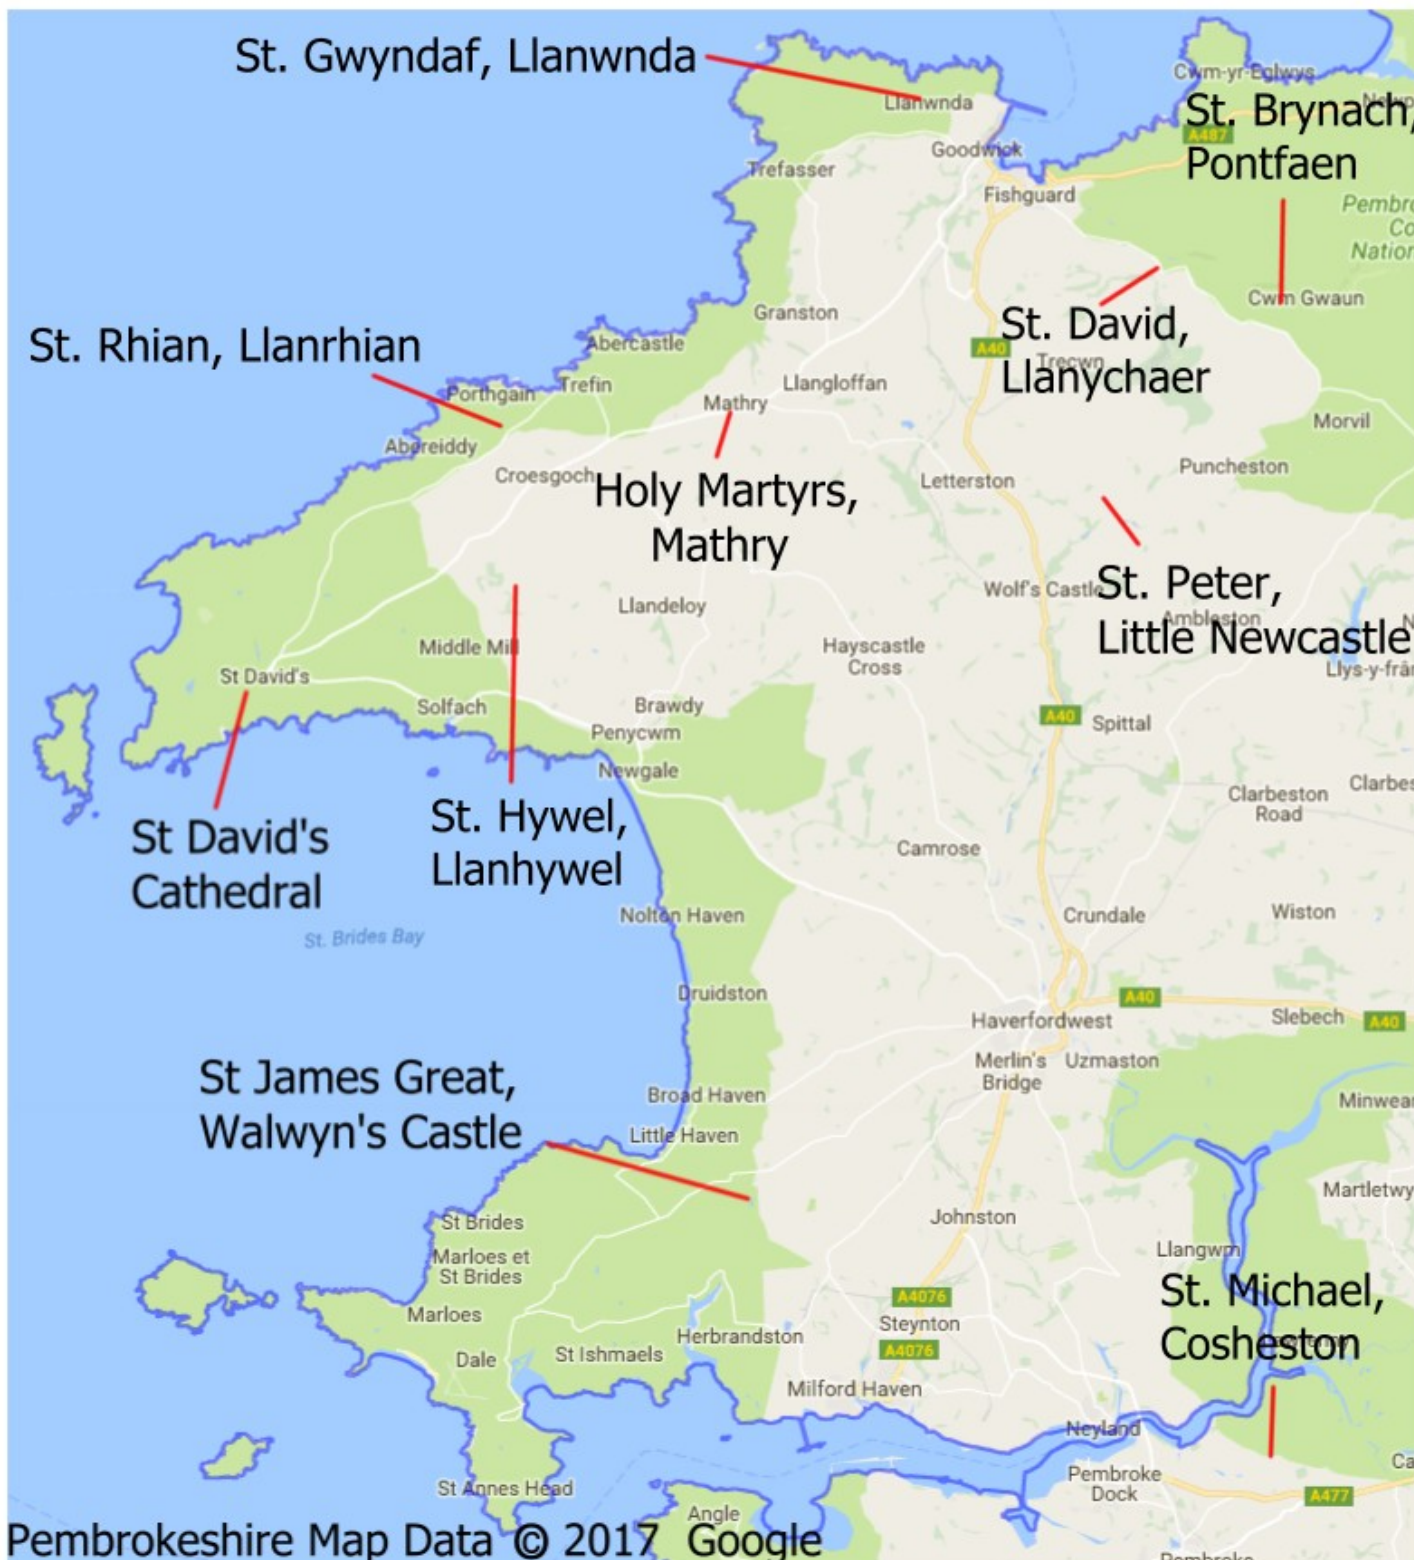 St. Gwyndaf, Llanwnda
Cwm-yr-Eglwys
Llanwnda
St. Brynach,
A487
Pontfaen
Goodwick
Trefasser
Fishguard
Cwm Gwaun
Granston
St. David,
Llanychaer
A40
Trecwn
St. Rhian, Llanrhian
Abercastle
Porthgain
Trefin
Llangloffan
Mathry
Morvil
Abereiddy
Croesgoch
Letterston
Puncheston
Holy Martyrs,
Mathry
St. Peter,
Little Newcastle
Wolf's Castle
Ambleston
Llandeloy
Middle Mill
Hayscastle
Cross
St David's
Solfach
Brawdy
Penycwm
A40
Spittal
Newgale
Clarbeston
Road
St David's
Cathedral
St. Hywel,
Llanhywel
Camrose
Nolton Haven
Crundale
Wiston
St. Brides Bay
Druidston
A40
Haverfordwest
Slebech
A40
Merlin's
Bridge
Uzmaston
St James Great,
Walwyn's Castle
Broad Haven
Little Haven
St Brides
Johnston
Marloes et
St Brides
Llangwm
St. Michael,
Cosheston
Marloes
A4076
Steynton
A4076
Herbrandston
Dale
St Ishmaels
Milford Haven
Neyland
Pembroke
Dock
St Annes Head
A477
Angle
Pembrokeshire Map Data © 2017 Google